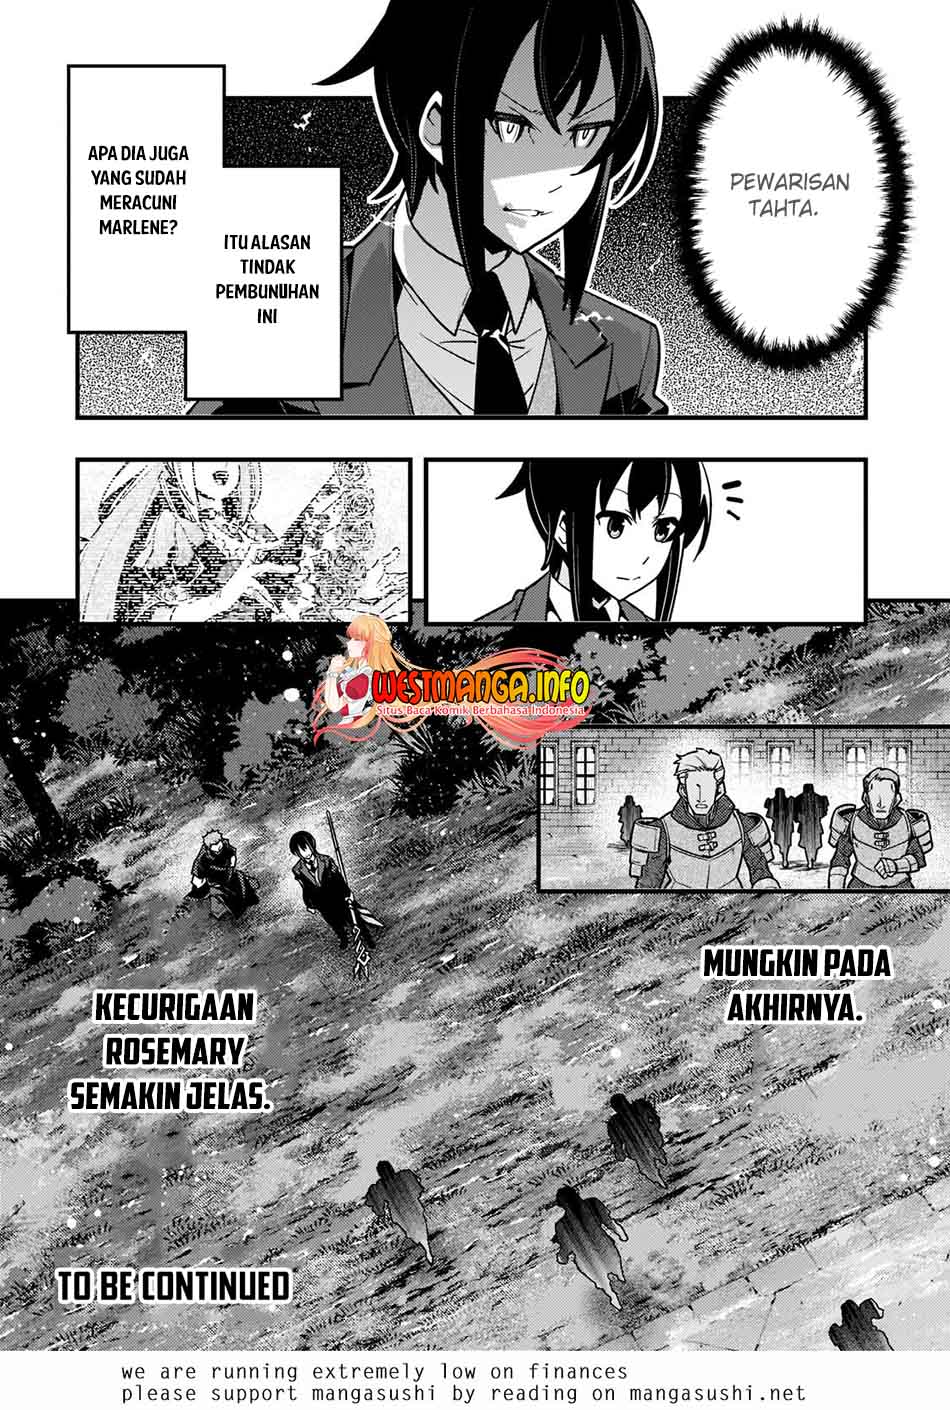 PEWARISAN
TAHTA.
APA DIA JUGA
YANG SUDAH
MERACUNI
MARLENE?
ITU ALASAN
TINDAK
PEMBUNUHAN
INI
WESTMANGA.INFO
Situs Baca Komik Berbahasa Indonesia
MUNGKIN PADA
AKHIRNYA.
KECURIGAAN
ROSEMARY
SEMAKIN JELAS.
TO BE CONTINUED
we are running extremely low on finances
please support mangasushi by reading on mangasushi.net